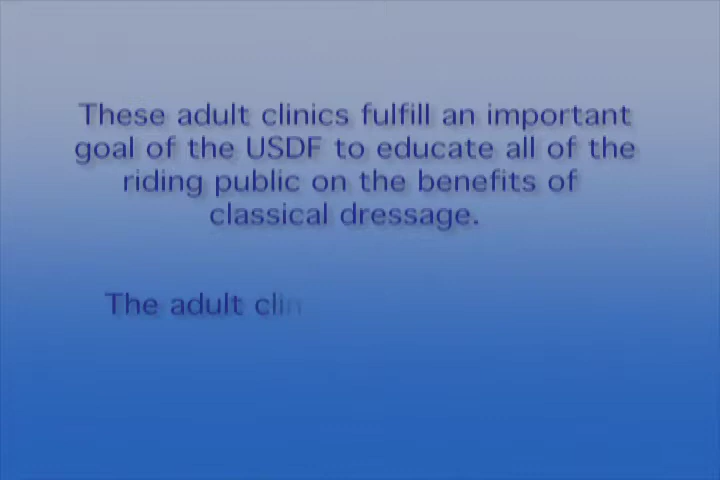 These adult clinics fulfill an important
goal of the USDF to educate all of the
riding public on the benefits of
classical dressage.
The adult clin